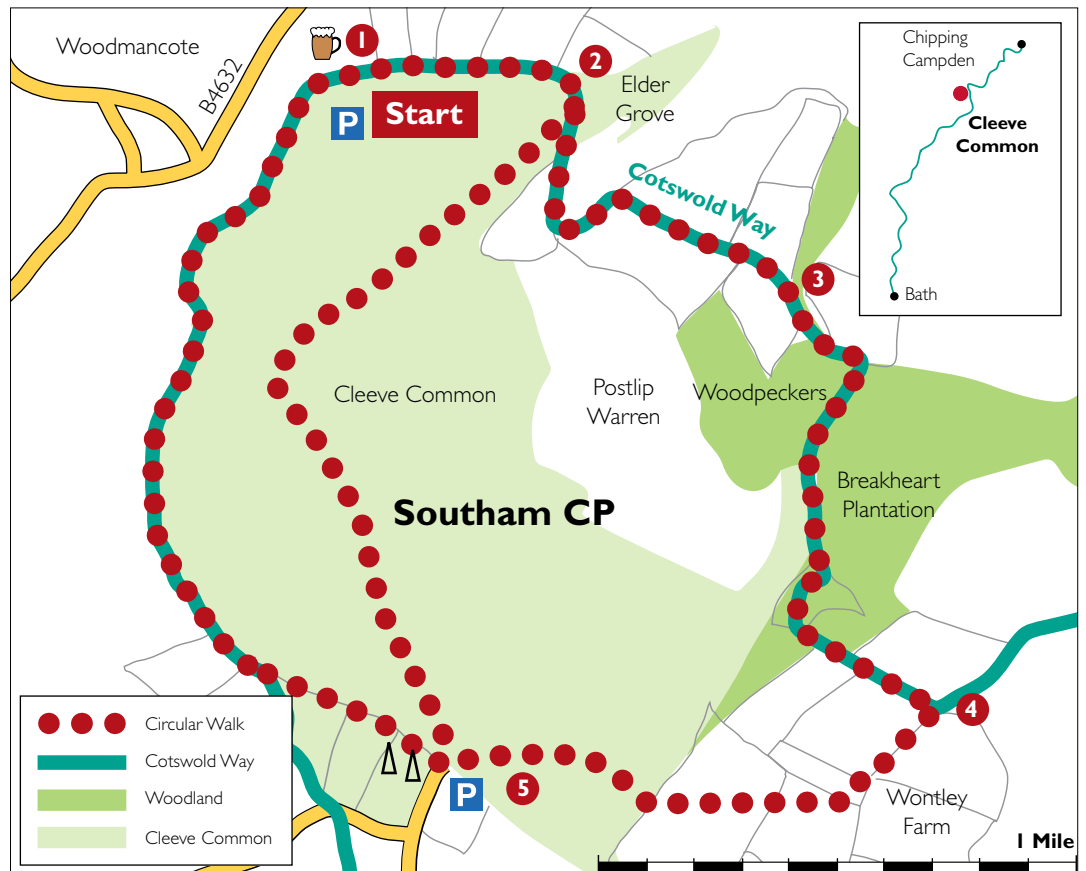 Woodmancote
B4632
1
P
Start
2
Elder
Grove
Cotswold Way
3
Chipping
Campden
Cleeve
Common
Bath
Cleeve Common
Postlip
Warren
Woodpeckers
Breakheart
Plantation
Southam CP
4
5
P
Wontley
Farm
Circular Walk
Cotswold Way
Woodland
Cleeve Common
1 Mile